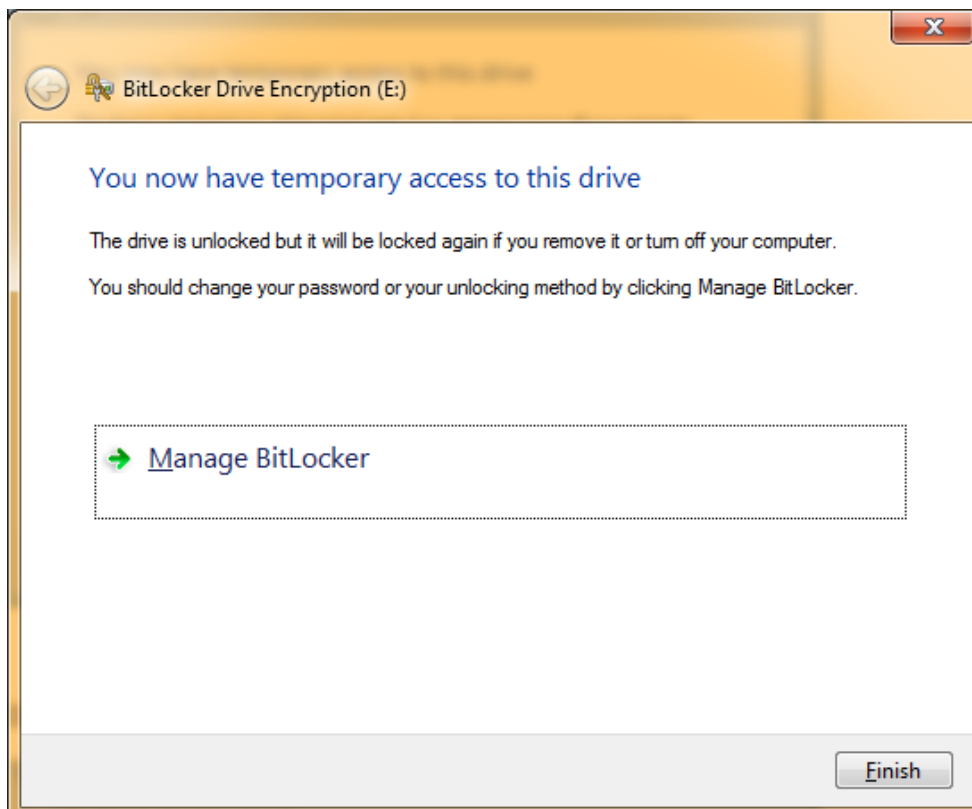 BitLocker Drive Encryption (E:)
You now have temporary access to this drive
The drive is unlocked but it will be locked again if you remove it or turn off your computer.
You should change your password or your unlocking method by clicking Manage BitLocker.
Manage BitLocker
Finish